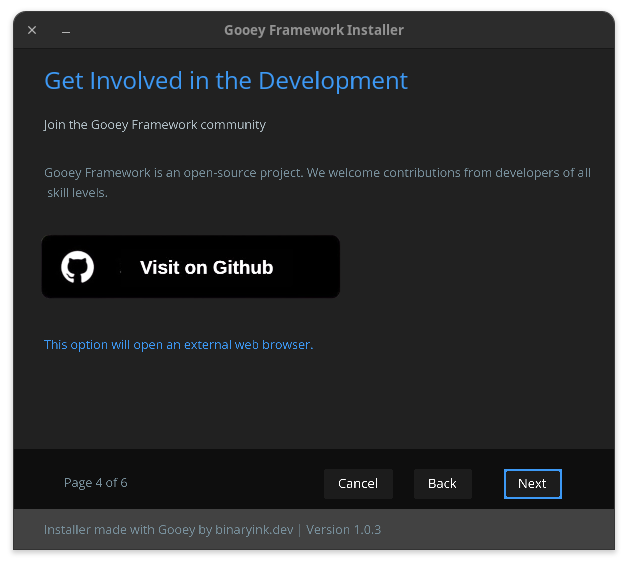 Gooey Framework Installer
Get Involved in the Development
Join the Gooey Framework community
Gooey Framework is an open-source project. We welcome contributions from developers of all
skill levels.
Visit on Github
This option will open an external web browser.
Page 4 of 6
Cancel
Back
Next
Installer made with Gooey by binaryink.dev | Version 1.0.3